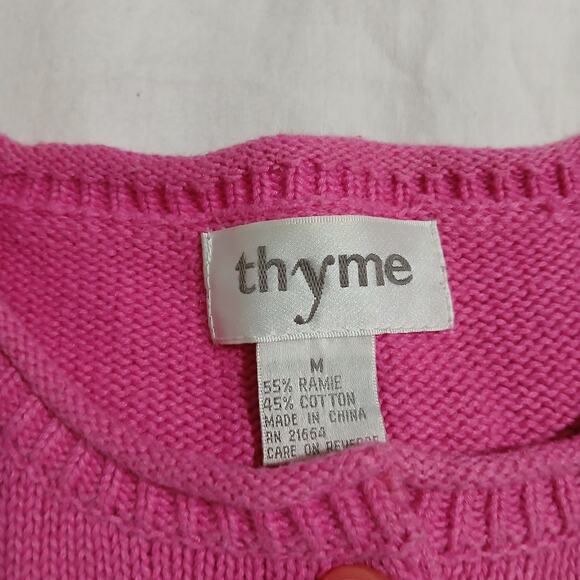 thyme
M
55% RAMIE
45% COTTON
MADE IN CHINA
RN 21664
CARE ON REVERSE